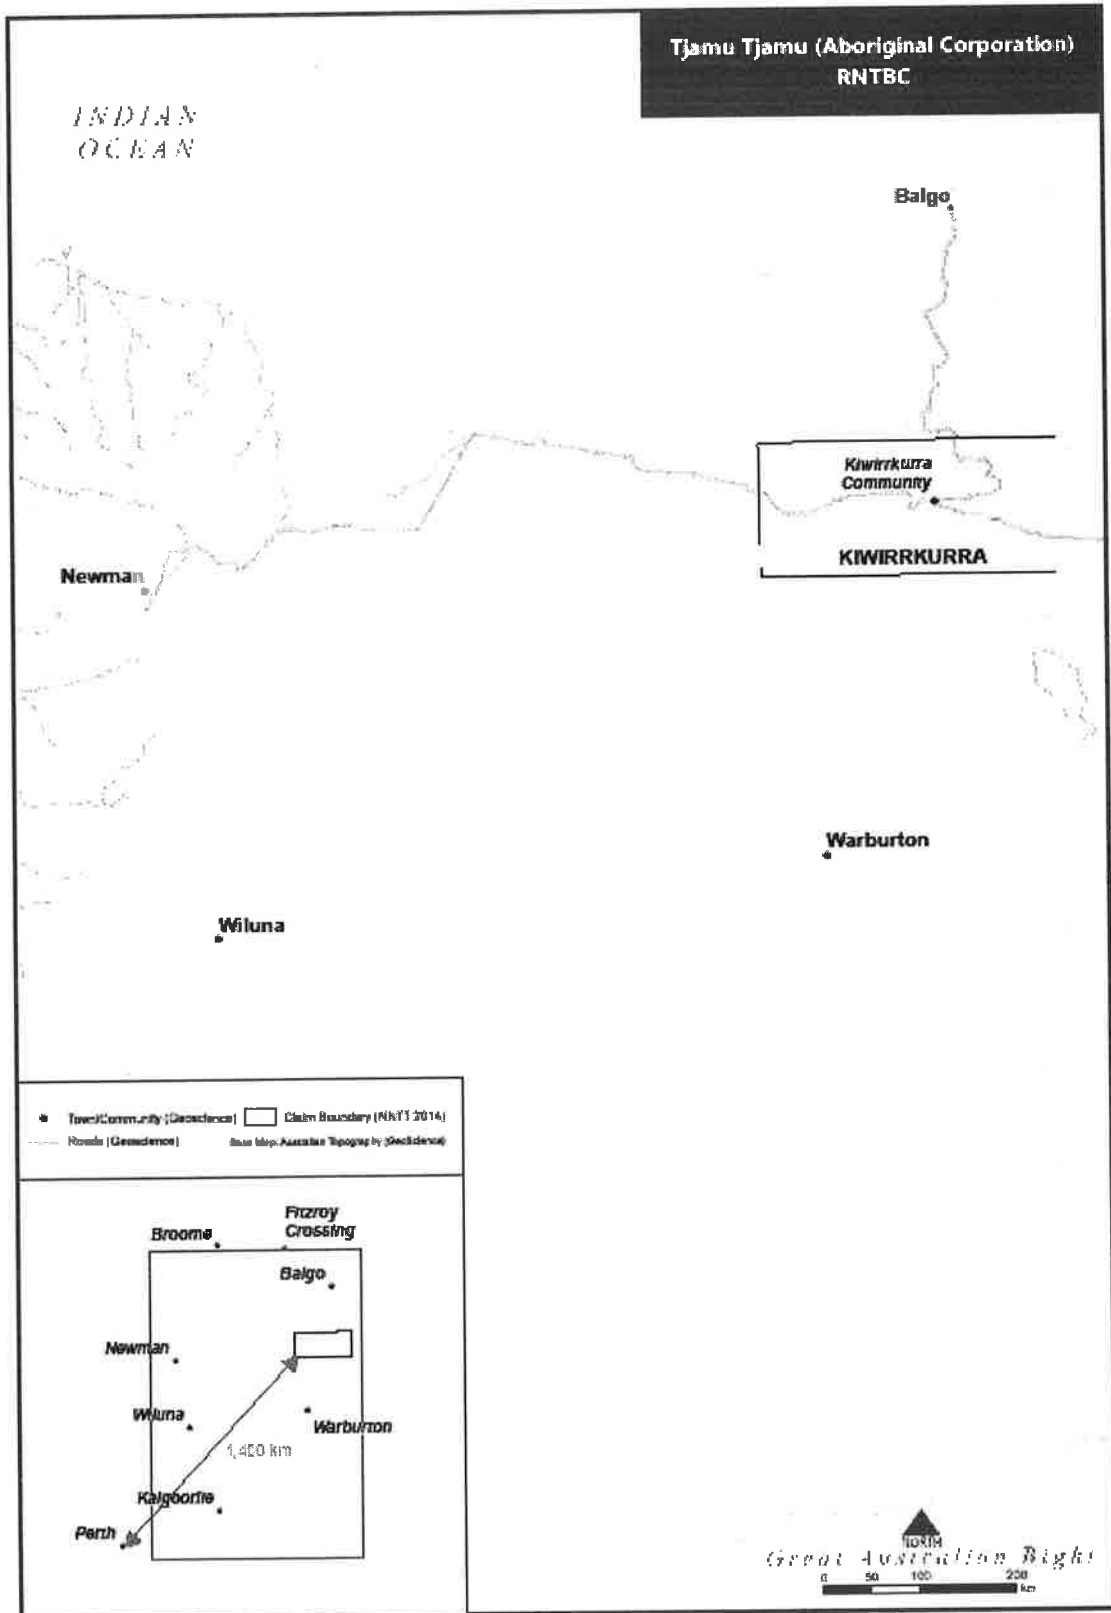 Tjamu Tjamu (Aboriginal Corporation)
RNTBC
INDIAN
OCEAN
Balgo
Kiwirrkurra
Community
KIWIRRKURRA
Newman
Warburton
Wiluna
Town/Community (Geoscience)
Claim Boundary (NNTT 2014)
Roads (Geoscience)
Base Map: Australian Topography (GeoScience)
Fitzroy
Crossing
Broome
Balgo
Newman
Wiluna
Warburton
1,400 km
Kalgoorlie
Perth
NORTH
Great Australian Bight
0 50 100 200
km